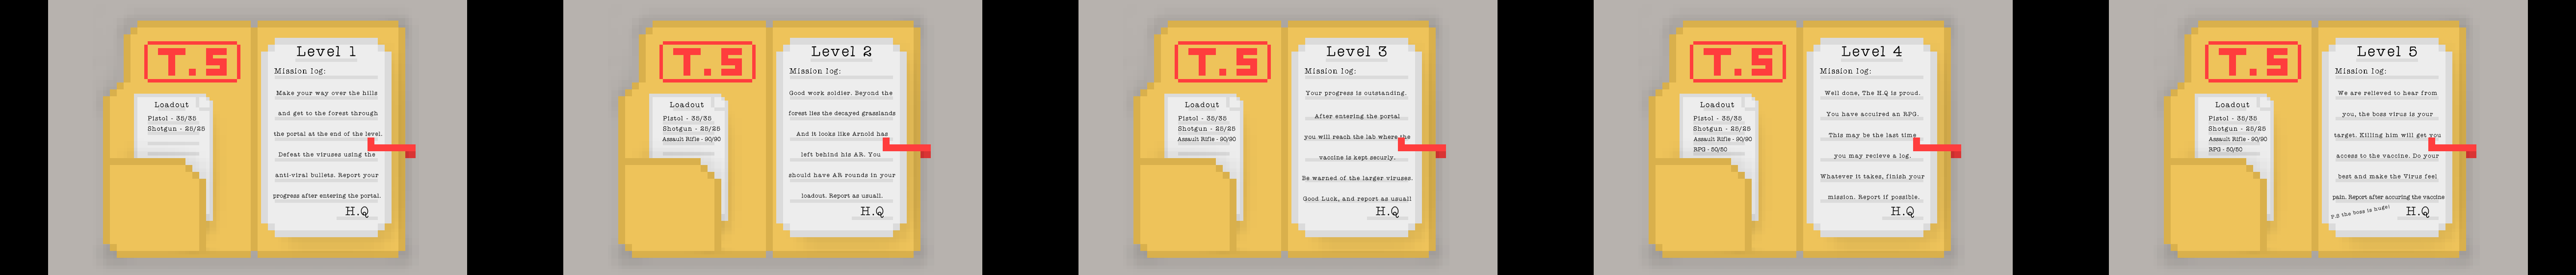 T.S
Loadout
Pistol - 35/35
Shotgun - 25/25
Level 1
Mission log:
Make your way over the hills
and get to the forest through
the portal at the end of the level.
Defeat the viruses using the
anti-viral bullets. Report your
progress after entering the portal.
H.Q
T.S
Loadout
Pistol - 35/35
Shotgun - 25/25
Assault Rifle - 90/90
Level 2
Mission log:
Good work soldier. Beyond the
forest lies the decayed grasslands
And it looks like Arnold has
left behind his AR. You
should have AR rounds in your
loadout. Report as usuall.
H.Q
T.S
Loadout
Pistol - 35/35
Shotgun - 25/25
Assault Rifle - 90/90
Level 3
Mission log:
Your progress is outstanding.
After entering the portal
you will reach the lab where the
vaccine is kept securly.
Be warned of the larger viruses.
Good Luck, and report as usuall
H.Q
T.S
Loadout
Pistol - 35/35
Shotgun - 25/25
Assault Rifle - 90/90
RPG - 50/50
Level 4
Mission log:
Well done, The H.Q is proud.
You have acuired an RPG.
This may be the last time
you may recieve a log.
Whatever it takes, finish your
mission. Report if possible.
H.Q
T.S
Loadout
Pistol - 35/35
Shotgun - 25/25
Assault Rifle - 90/90
RPG - 50/50
Level 5
Mission log:
We are relieved to hear from
you, the boss virus is your
target. Killing him will get you
access to the vaccine. Do your
best and make the Virus feel
pain. Report after accuring the vaccine
P.S the boss is huge!
H.Q